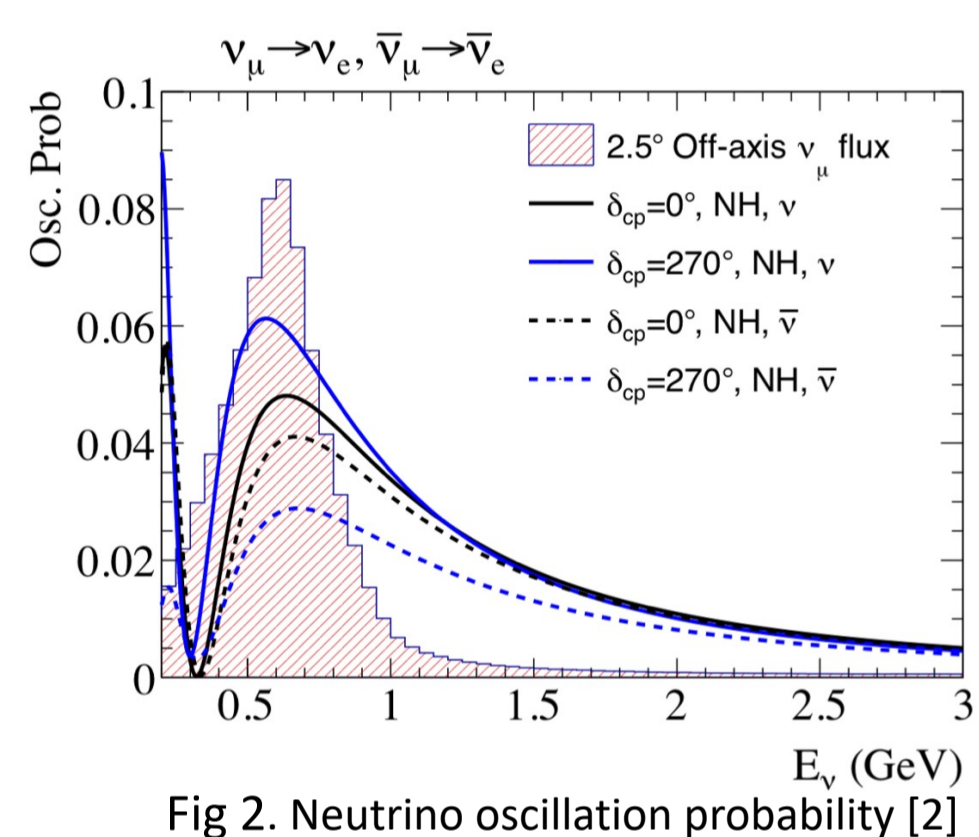 νμ→νe, ν̅μ→ν̅e
Osc. Prob
0.1
0.08
0.06
0.04
0.02
0
2.5° Off-axis νμ flux
δcp=0°, NH, ν
δcp=270°, NH, ν
δcp=0°, NH, ν̅
δcp=270°, NH, ν̅
0.5 1 1.5 2 2.5 3
Eν (GeV)
Fig 2. Neutrino oscillation probability [2]